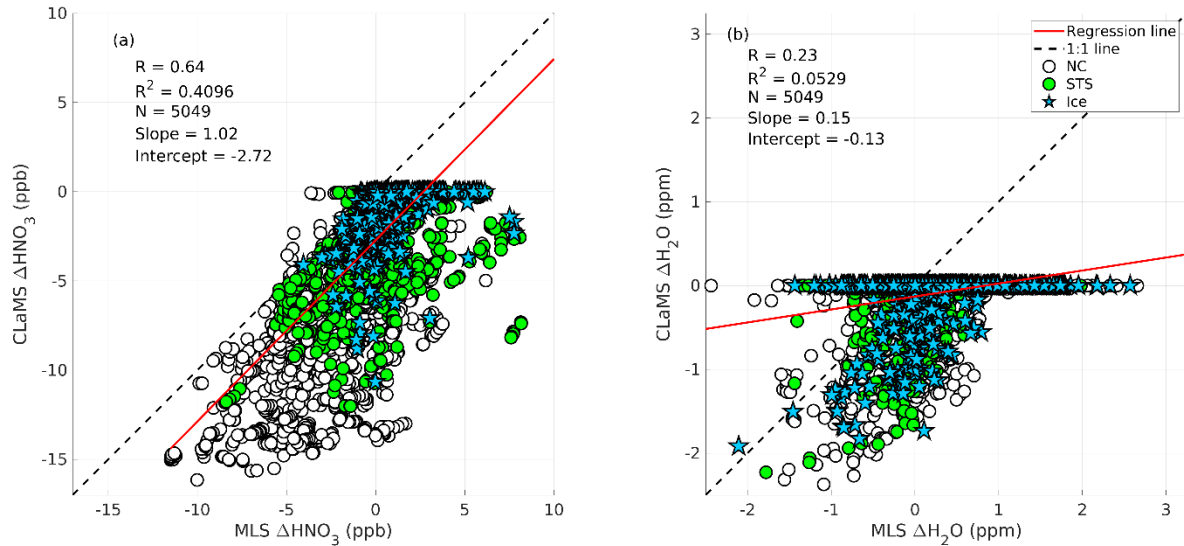 (a)
R = 0.64
R² = 0.4096
N = 5049
Slope = 1.02
Intercept = -2.72
10
5
0
-5
-10
-15
CLaMS ΔHNO₃ (ppb)
-15 -10 -5 0 5 10
MLS ΔHNO₃ (ppb)
(b)
R = 0.23
R² = 0.0529
N = 5049
Slope = 0.15
Intercept = -0.13
Regression line
1:1 line
NC
STS
Ice
3
2
1
0
-1
-2
CLaMS ΔH₂O (ppm)
-2 -1 0 1 2 3
MLS ΔH₂O (ppm)